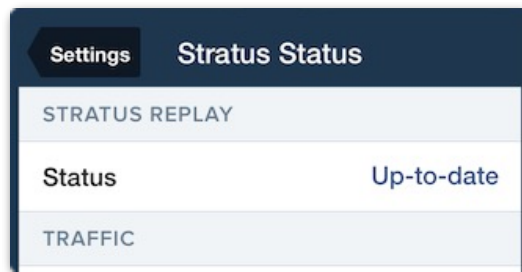 Settings Stratus Status
STRATUS REPLAY
Status Up-to-date
TRAFFIC